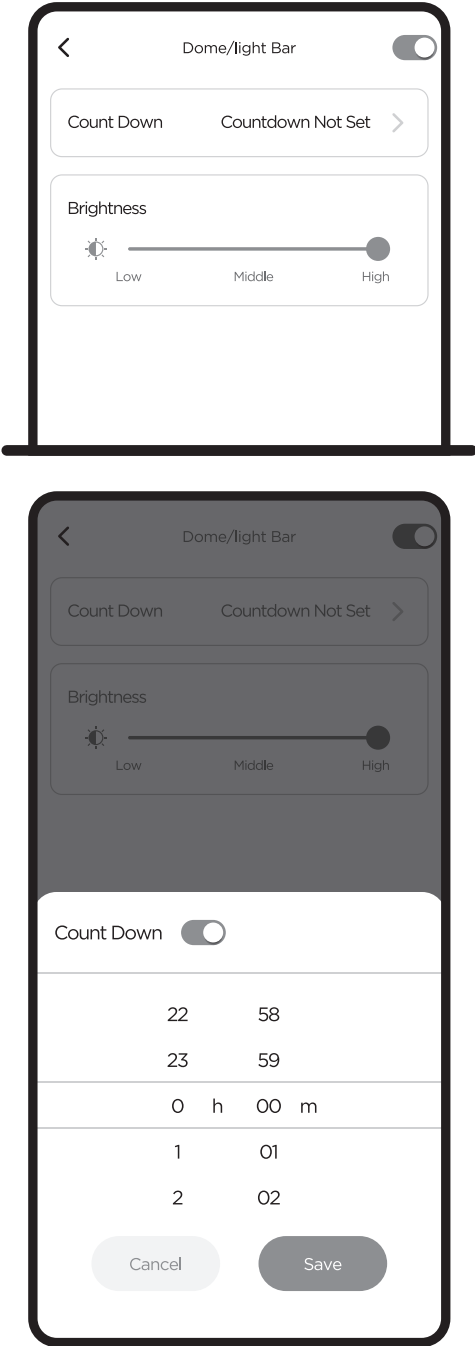 Dome/light Bar
Count Down Countdown Not Set
Brightness
Low Middle High
Dome/light Bar
Count Down Countdown Not Set
Brightness
Low Middle High
Count Down
22 58
23 59
0 h 00 m
1 01
2 02
Cancel Save